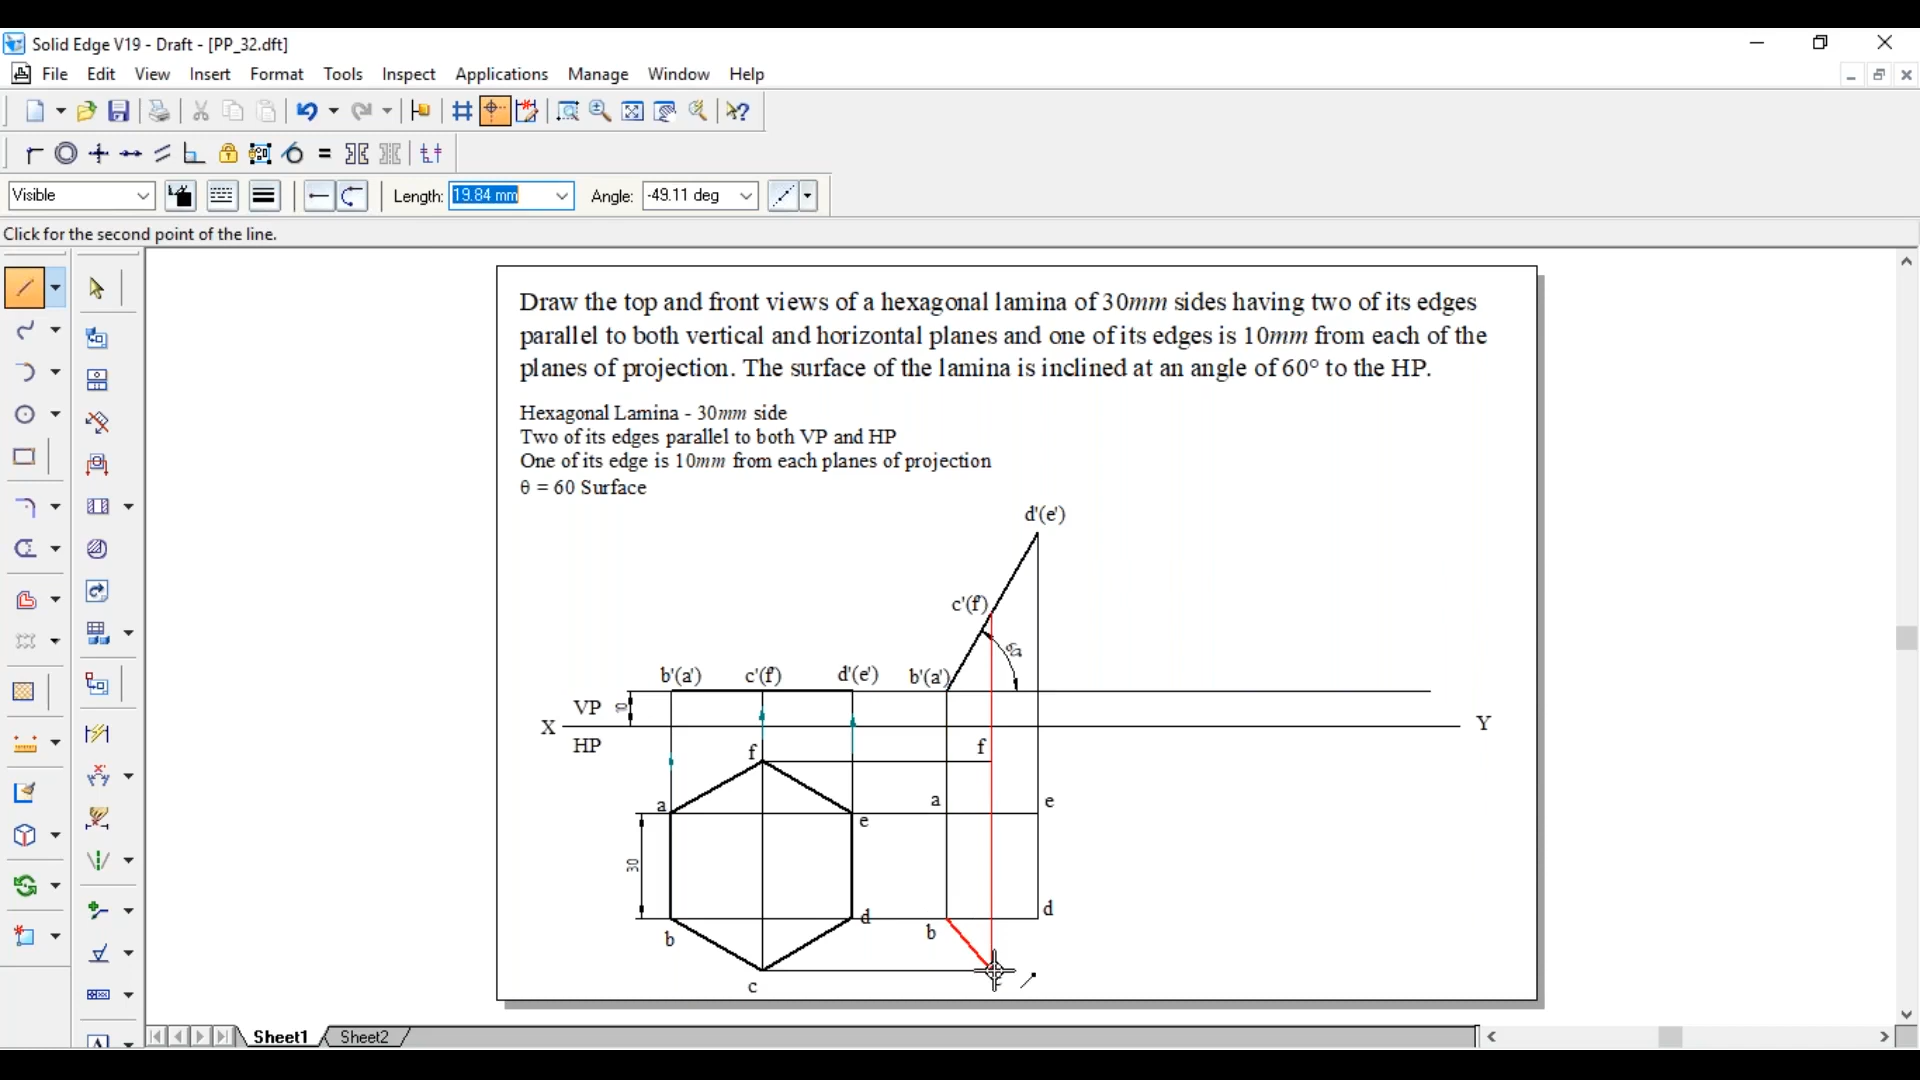 Solid Edge V19 - Draft - [PP_32.dft]
File Edit View Insert Format Tools Inspect Applications Manage Window Help
Visible Length: 19.84 mm Angle: -49.11 deg
Click for the second point of the line.
Draw the top and front views of a hexagonal lamina of 30mm sides having two of its edges
parallel to both vertical and horizontal planes and one of its edges is 10mm from each of the
planes of projection. The surface of the lamina is inclined at an angle of 60° to the HP.
Hexagonal Lamina - 30mm side
Two of its edges parallel to both VP and HP
One of its edge is 10mm from each planes of projection
θ = 60 Surface
d'(e')
c'(f')
b'(a') c'(f') d'(e') b'(a')
VP
X Y
HP
f f
a e a e
30
b d b d
c
Sheet1 Sheet2